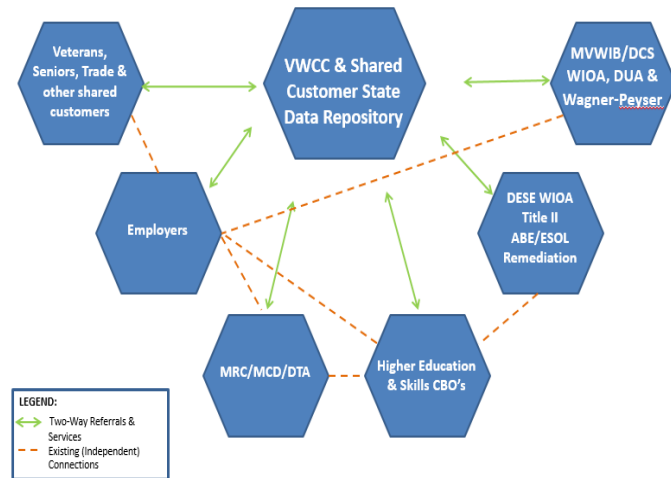 Veterans,
Seniors, Trade &
other shared
customers
VWCC & Shared
Customer State
Data Repository
MVWIB/DCS
WIOA, DUA &
Wagner-Peyser
Employers
DESE WIOA
Title II
ABE/ESOL
Remediation
MRC/MCD/DTA
Higher Education
& Skills CBO's
LEGEND:
Two-Way Referrals &
Services
Existing (Independent)
Connections